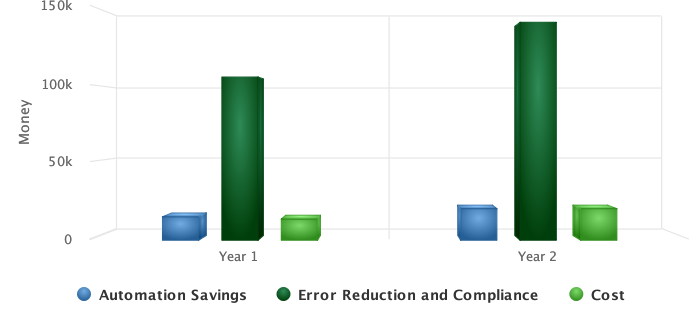 150k
100k
50k
0
Money
Year 1
Year 2
Automation Savings
Error Reduction and Compliance
Cost